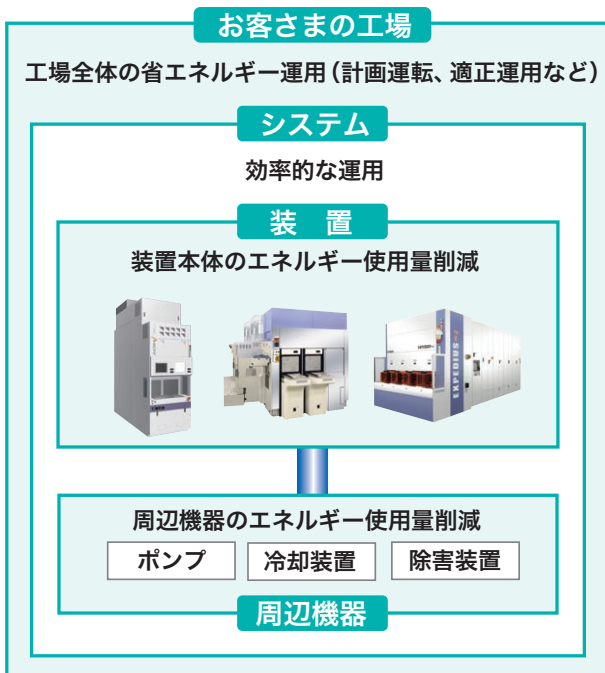 お客さまの工場
工場全体の省エネルギー運用（計画運転、適正運用など）
システム
効率的な運用
装　置
装置本体のエネルギー使用量削減
EXPEDIUS-i
周辺機器のエネルギー使用量削減
ポンプ
冷却装置
除害装置
周辺機器